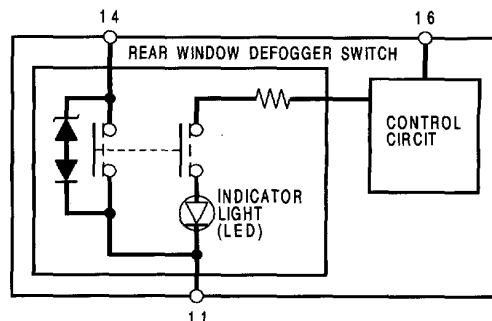 14
16
REAR WINDOW DEFOGGER SWITCH
CONTROL
CIRCIT
INDICATOR
LIGHT
(LED)
11